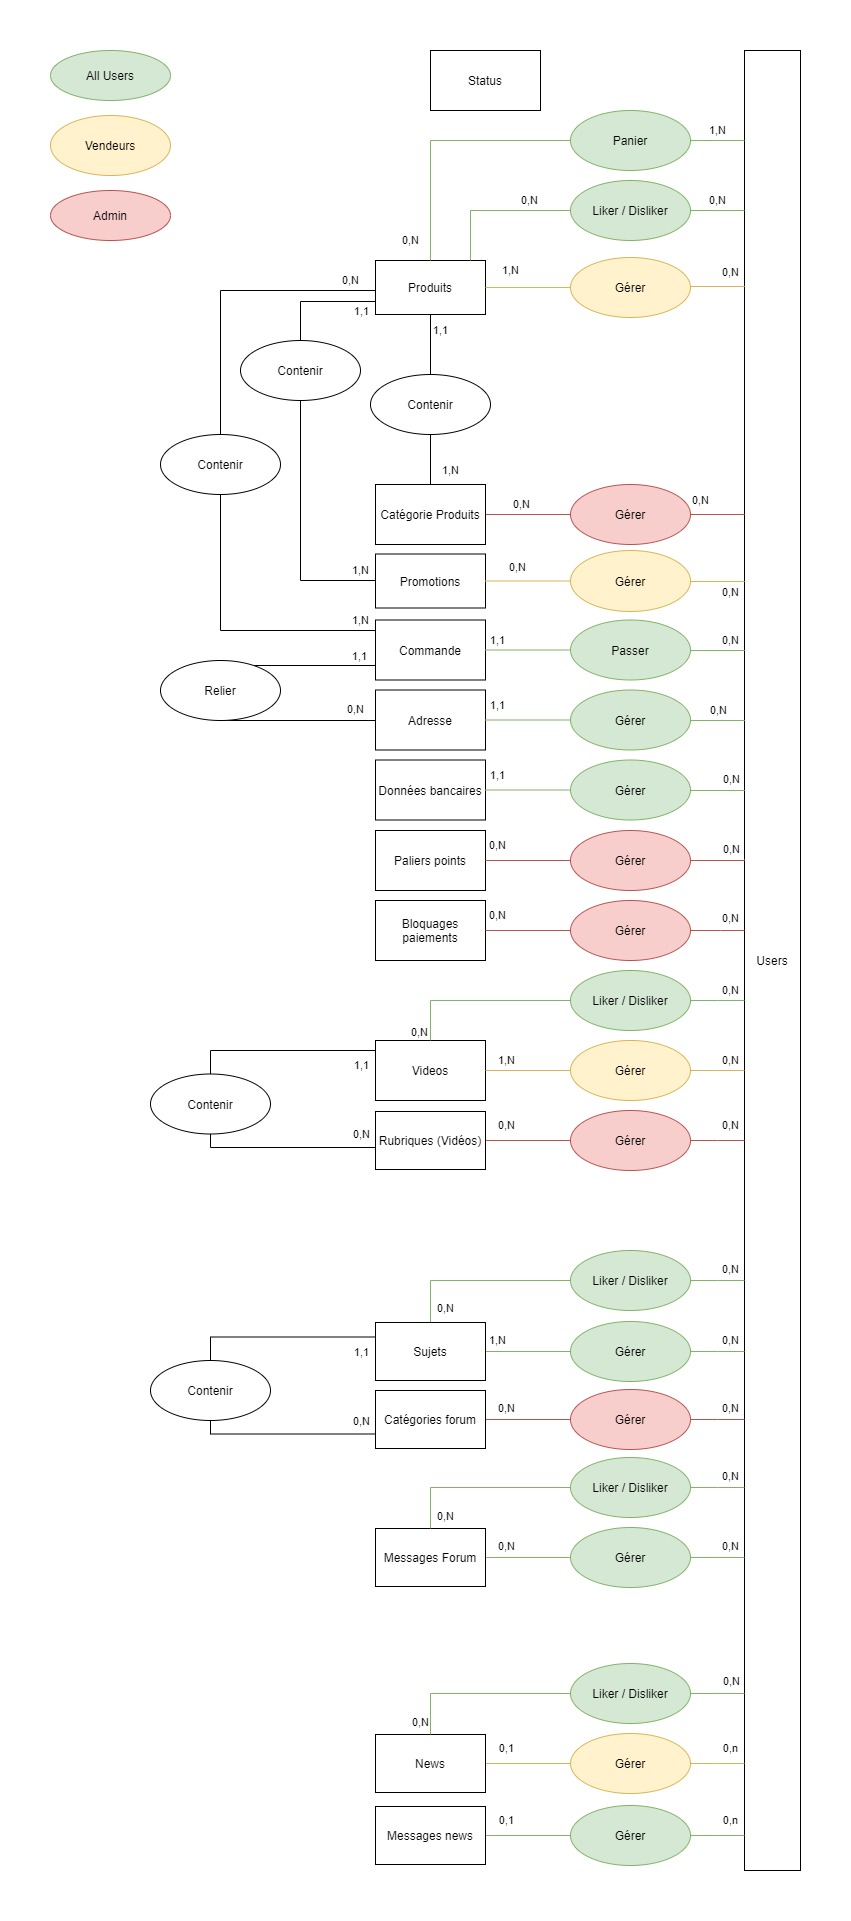 All Users
Vendeurs
Admin
Status
Panier
1,N
0,N
Liker / Disliker
0,N
0,N
Produits
1,N
Gérer
0,N
0,N
1,1
1,1
Contenir
Contenir
Contenir
1,N
Catégorie Produits
0,N
Gérer
0,N
1,N
Promotions
0,N
Gérer
0,N
1,N
Commande
1,1
Passer
0,N
1,1
Relier
0,N
Adresse
1,1
Gérer
0,N
Données bancaires
1,1
Gérer
0,N
Paliers points
0,N
Gérer
0,N
Bloquages
paiements
0,N
Gérer
0,N
Users
Liker / Disliker
0,N
0,N
Videos
1,N
Gérer
0,N
1,1
Contenir
0,N
Rubriques (Vidéos)
0,N
Gérer
0,N
Liker / Disliker
0,N
0,N
Sujets
1,N
Gérer
0,N
1,1
Contenir
0,N
Catégories forum
0,N
Gérer
0,N
Liker / Disliker
0,N
0,N
Messages Forum
0,N
Gérer
0,N
Liker / Disliker
0,N
0,N
News
0,1
Gérer
0,n
Messages news
0,1
Gérer
0,n